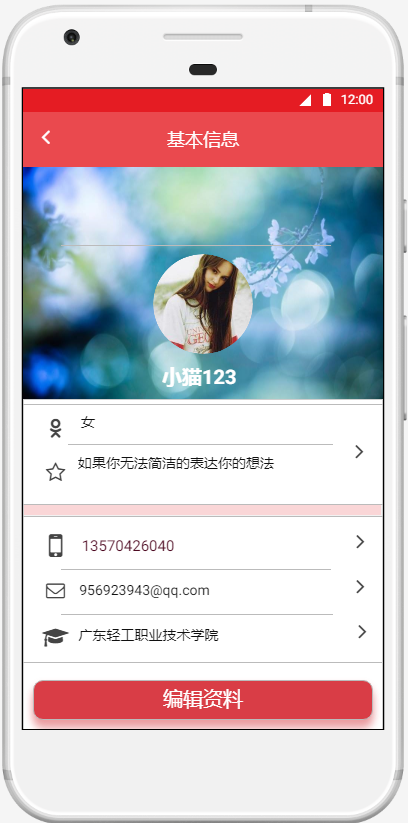 12:00
基本信息
小猫123
女
如果你无法简洁的表达你的想法
13570426040
956923943@qq.com
广东轻工职业技术学院
编辑资料